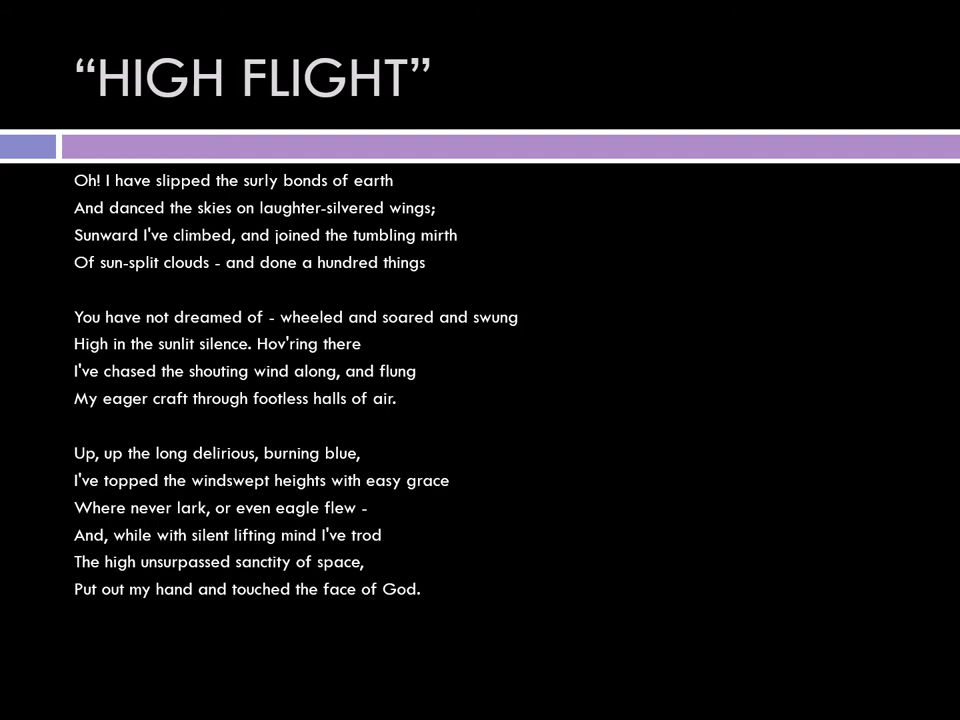 “HIGH FLIGHT”
Oh! I have slipped the surly bonds of earth
And danced the skies on laughter-silvered wings;
Sunward I've climbed, and joined the tumbling mirth
Of sun-split clouds - and done a hundred things
You have not dreamed of - wheeled and soared and swung
High in the sunlit silence. Hov'ring there
I've chased the shouting wind along, and flung
My eager craft through footless halls of air.
Up, up the long delirious, burning blue,
I've topped the windswept heights with easy grace
Where never lark, or even eagle flew -
And, while with silent lifting mind I've trod
The high unsurpassed sanctity of space,
Put out my hand and touched the face of God.